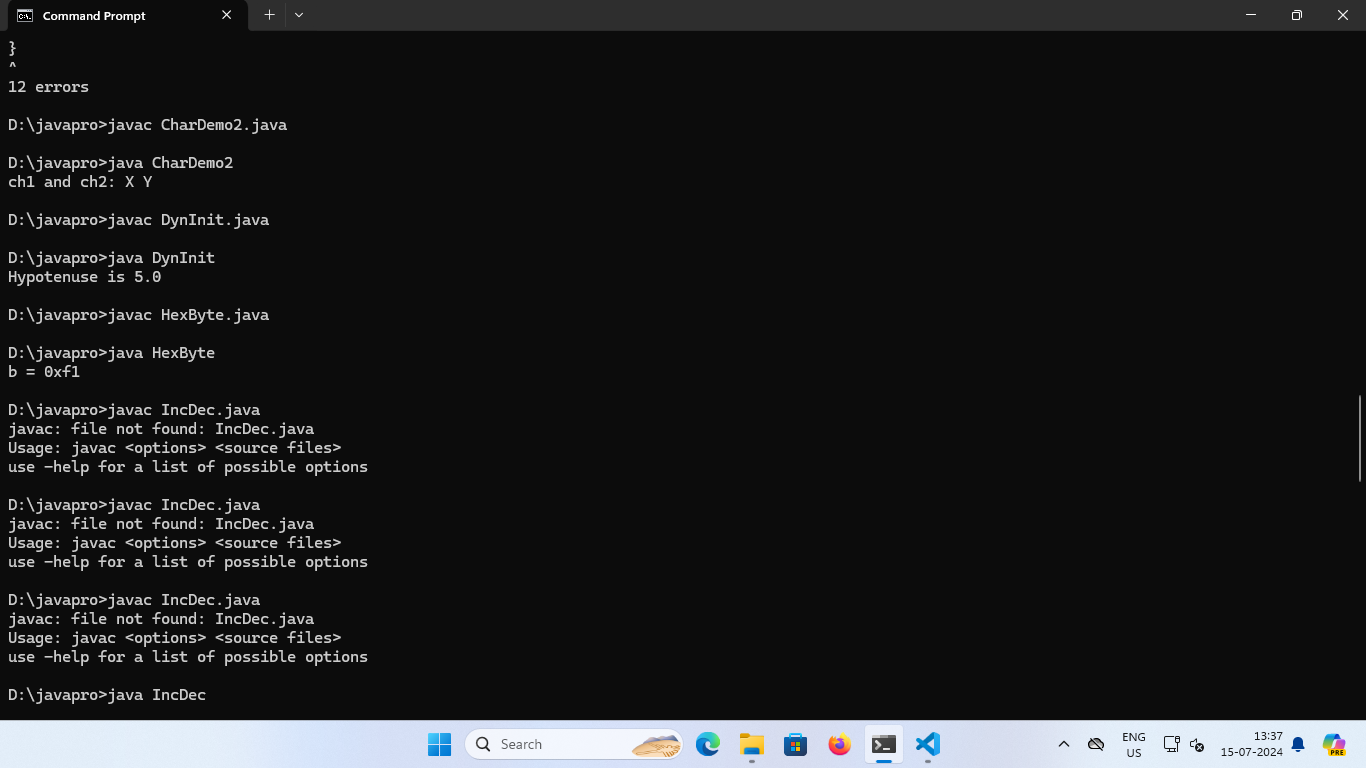 Command Prompt
}
^
12 errors
D:\javapro>javac CharDemo2.java
D:\javapro>java CharDemo2
ch1 and ch2: X Y
D:\javapro>javac DynInit.java
D:\javapro>java DynInit
Hypotenuse is 5.0
D:\javapro>javac HexByte.java
D:\javapro>java HexByte
b = 0xf1
D:\javapro>javac IncDec.java
javac: file not found: IncDec.java
Usage: javac <options> <source files>
use -help for a list of possible options
D:\javapro>javac IncDec.java
javac: file not found: IncDec.java
Usage: javac <options> <source files>
use -help for a list of possible options
D:\javapro>javac IncDec.java
javac: file not found: IncDec.java
Usage: javac <options> <source files>
use -help for a list of possible options
D:\javapro>java IncDec
Search
ENG
US
13:37
15-07-2024
PRE